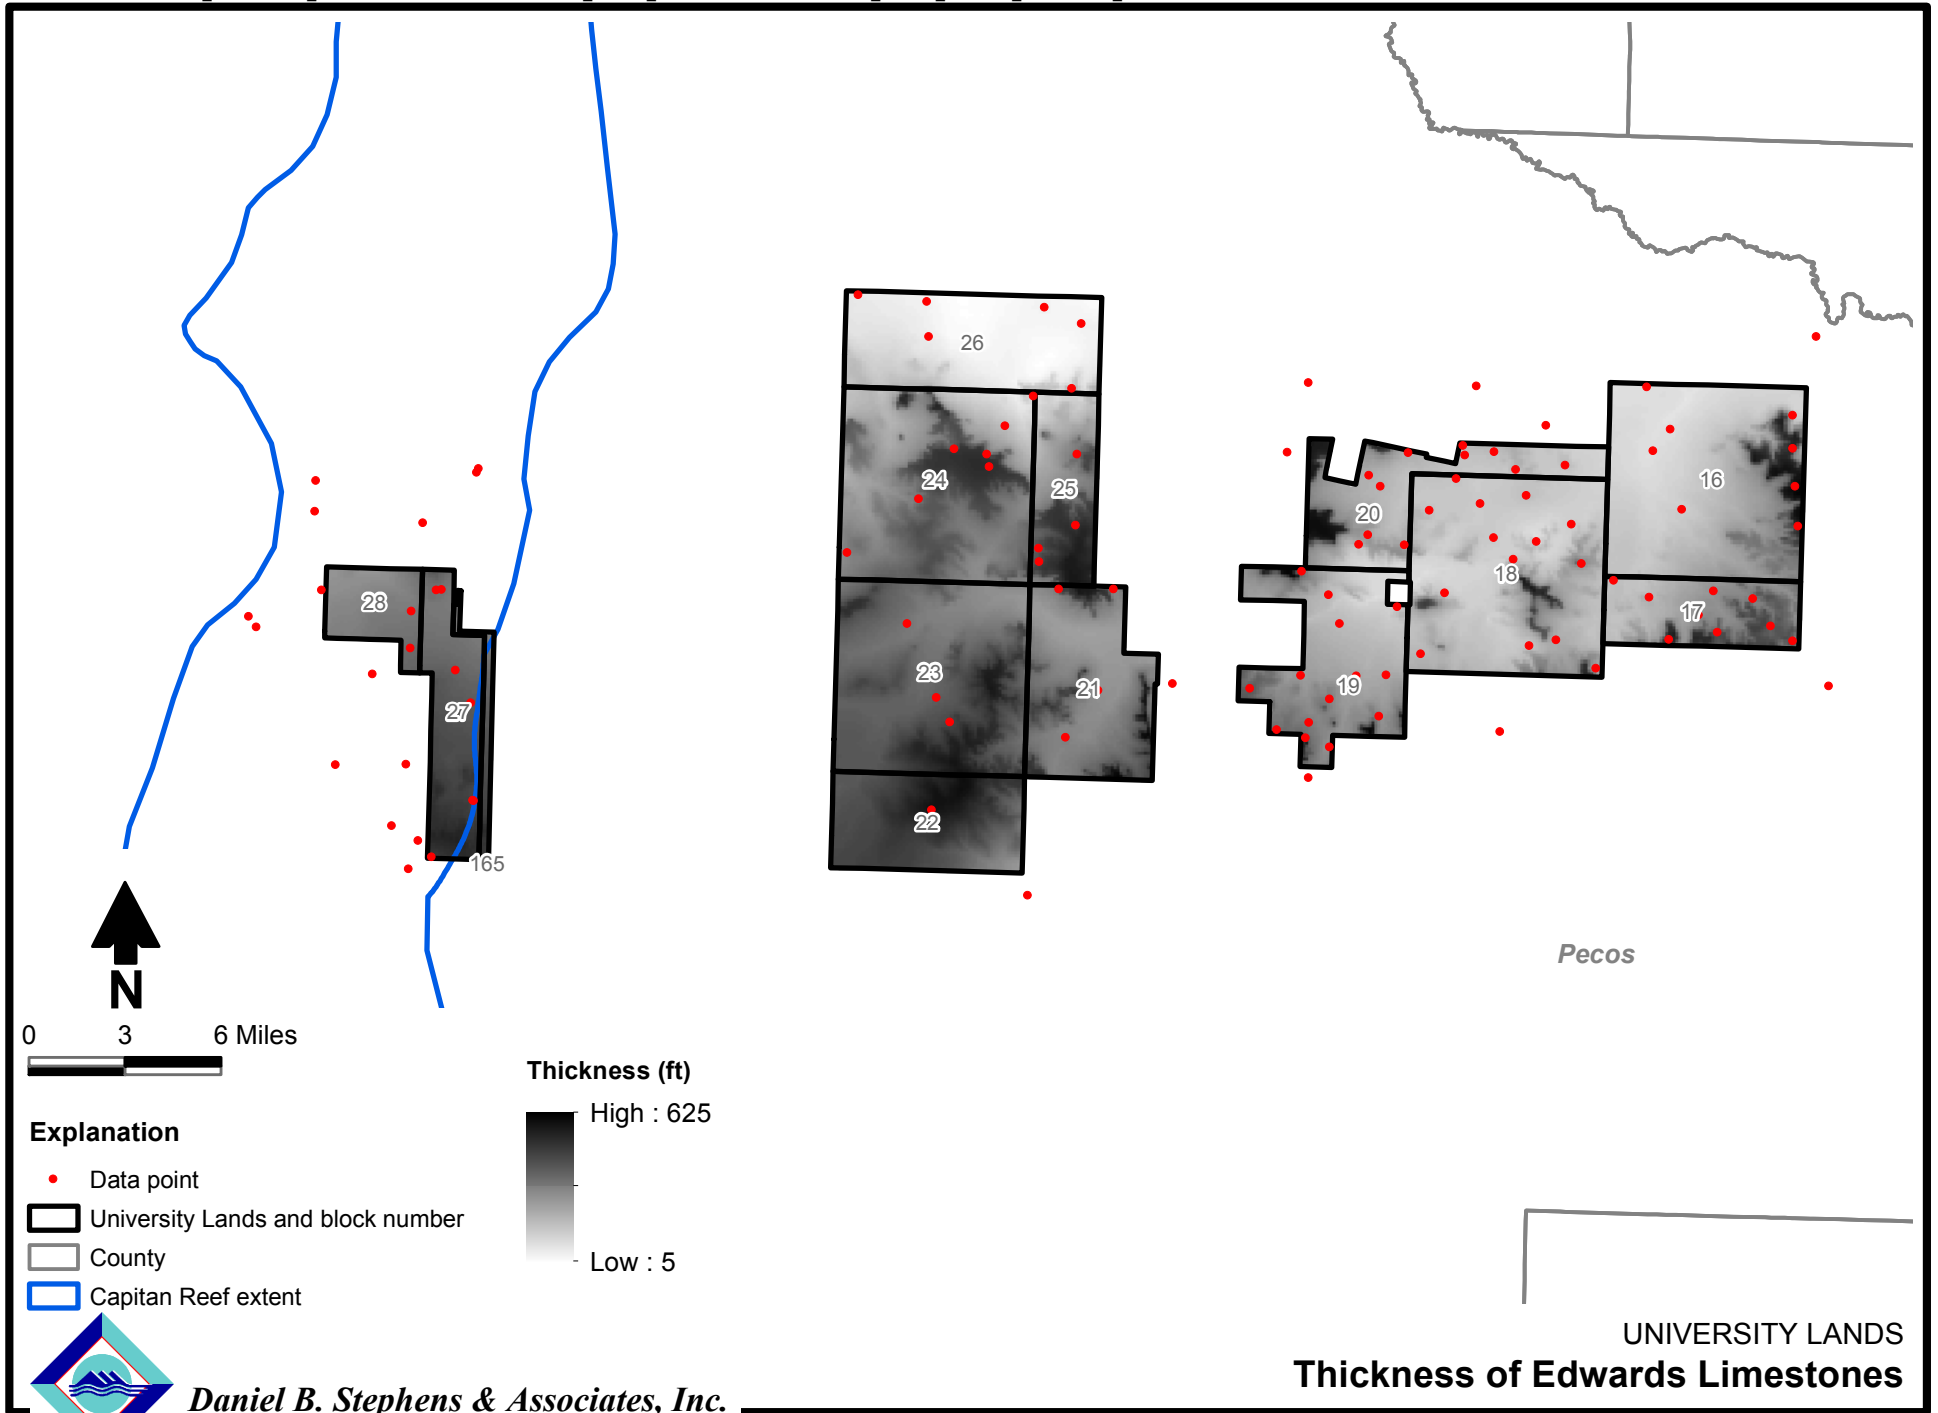 26
24
25
16
20
18
28
17
23
21
19
27
22
165
Pecos
N
0 3 6 Miles
Thickness (ft)
High : 625
Low : 5
Explanation
Data point
University Lands and block number
County
Capitan Reef extent
UNIVERSITY LANDS
Thickness of Edwards Limestones
Daniel B. Stephens & Associates, Inc.